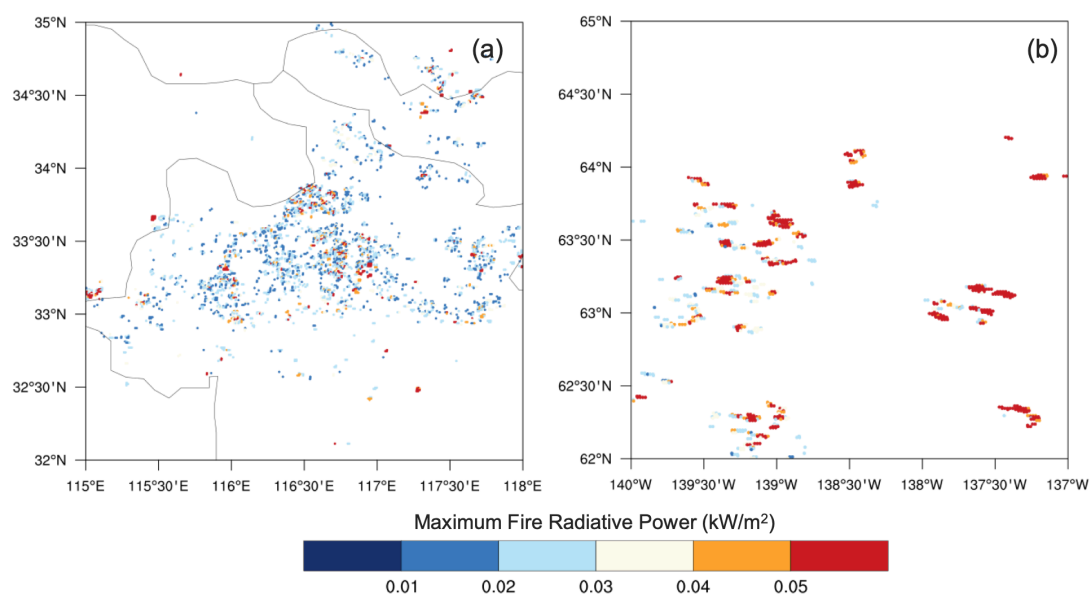 (a)
35°N
34°30'N
34°N
33°30'N
33°N
32°30'N
32°N
115°E 115°30'E 116°E 116°30'E 117°E 117°30'E 118°E
(b)
65°N
64°30'N
64°N
63°30'N
63°N
62°30'N
62°N
140°W 139°30'W 139°W 138°30'W 138°W 137°30'W 137°W
Maximum Fire Radiative Power (kW/m²)
0.01 0.02 0.03 0.04 0.05